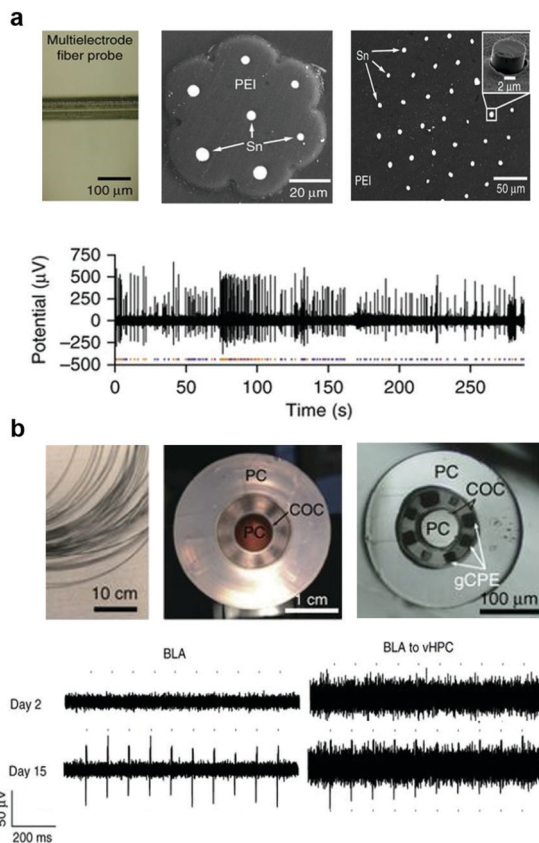 a
Multielectrode
fiber probe
100 μm
PEI
Sn
20 μm
Sn
2 μm
PEI
50 μm
Potential (μV)
750
500
250
0
−250
−500
0
50
100
150
200
250
Time (s)
b
10 cm
PC
COC
PC
1 cm
PC
COC
PC
gCPE
100 μm
BLA
BLA to vHPC
Day 2
Day 15
50 μV
200 ms